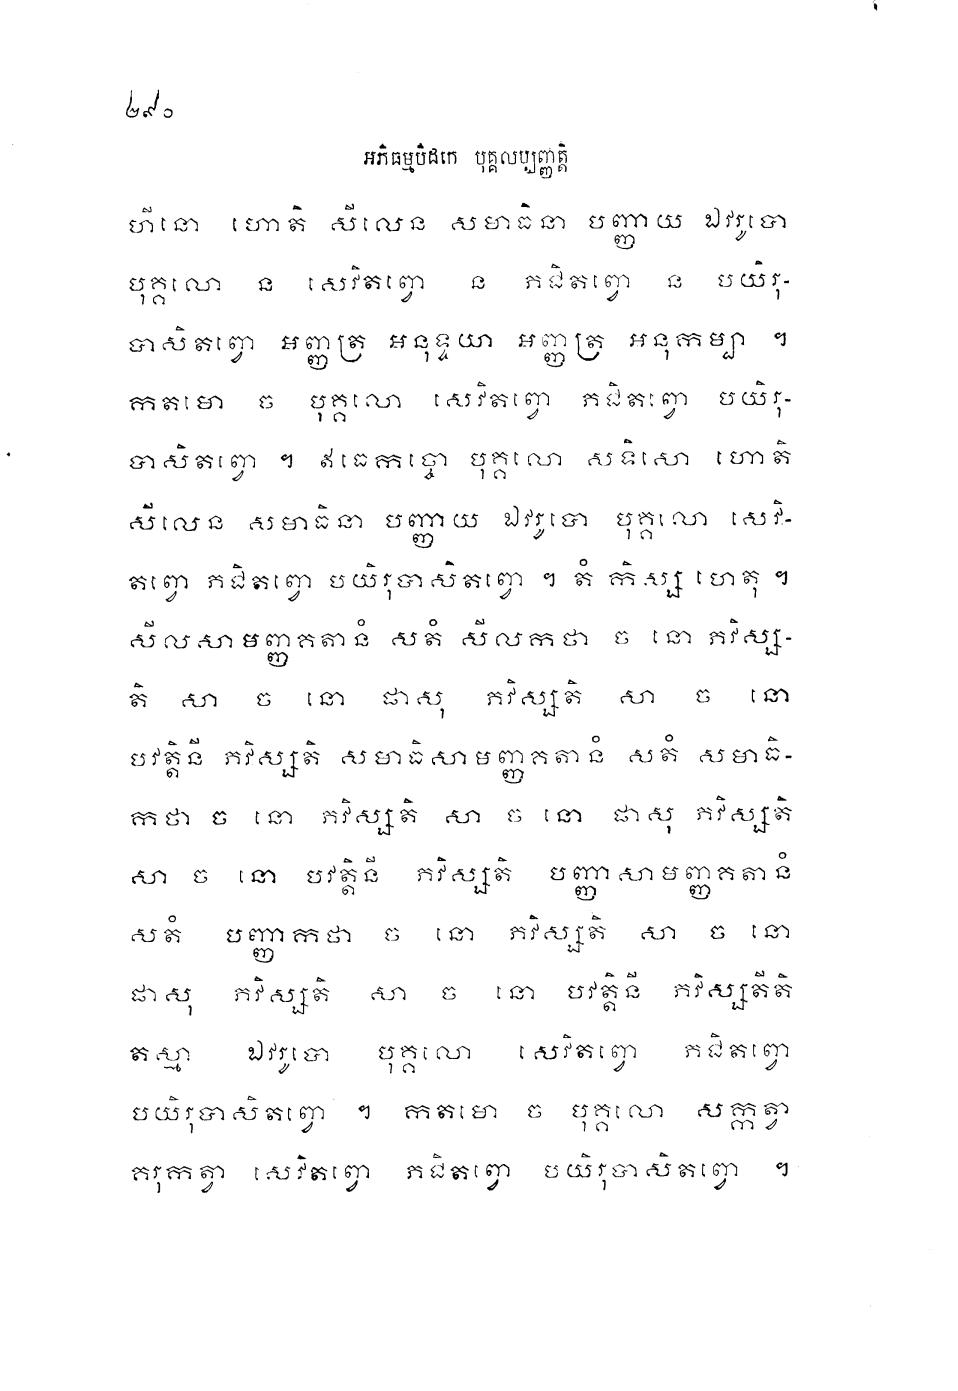 ២៩០
អភិធម្មបិដកេ បុគ្គលប្បញ្ញត្តិ
ហីនោ ហោតិ សីលេន សមាធិនា បញ្ញាយ ឯវរូបោ
បុគ្គលោ ន សេវិតព្វោ ន ភជិតព្វោ ន បយិរុ-
បាសិតព្វោ អញ្ញត្រ អនុទ្ទយា អញ្ញត្រ អនុកម្បា ។
កតមោ ច បុគ្គលោ សេវិតព្វោ ភជិតព្វោ បយិរុ-
បាសិតព្វោ ។ ឥធេកច្ចោ បុគ្គលោ សទិសោ ហោតិ
សីលេន សមាធិនា បញ្ញាយ ឯវរូបោ បុគ្គលោ សេវិ-
តព្វោ ភជិតព្វោ បយិរុបាសិតព្វោ ។ តំ កិស្ស ហេតុ ។
សីលសាមញ្ញគតានំ សតំ សីលកថា ច នោ ភវិស្ស-
តិ សា ច នោ ផាសុ ភវិស្សតិ សា ច នោ
បវត្តិនី ភវិស្សតិ សមាធិសាមញ្ញគតានំ សតំ សមាធិ-
កថា ច នោ ភវិស្សតិ សា ច នោ ផាសុ ភវិស្សតិ
សា ច នោ បវត្តិនី ភវិស្សតិ បញ្ញាសាមញ្ញគតានំ
សតំ បញ្ញាកថា ច នោ ភវិស្សតិ សា ច នោ
ផាសុ ភវិស្សតិ សា ច នោ បវត្តិនី ភវិស្សតីតិ
តស្មា ឯវរូបោ បុគ្គលោ សេវិតព្វោ ភជិតព្វោ
បយិរុបាសិតព្វោ ។ កតមោ ច បុគ្គលោ សក្កត្វា
គរុកត្វា សេវិតព្វោ ភជិតព្វោ បយិរុបាសិតព្វោ ។